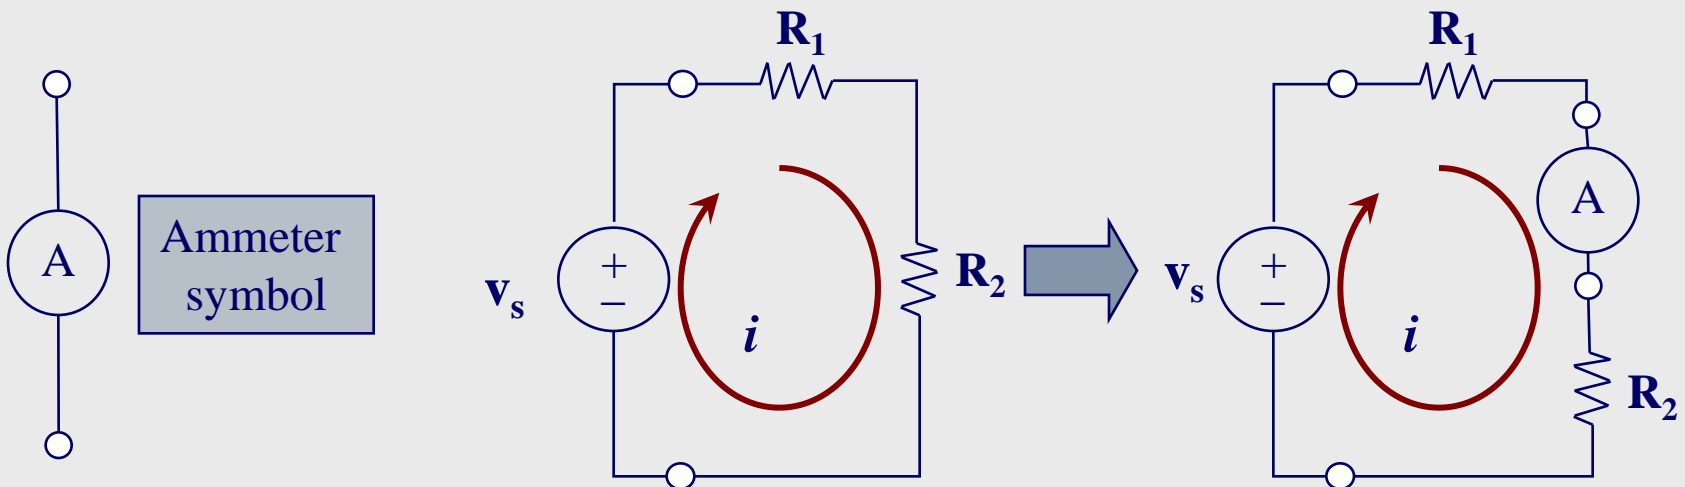 A
Ammeter
symbol
R₁
+
−
vₛ
R₂
i
R₁
A
+
−
vₛ
R₂
i